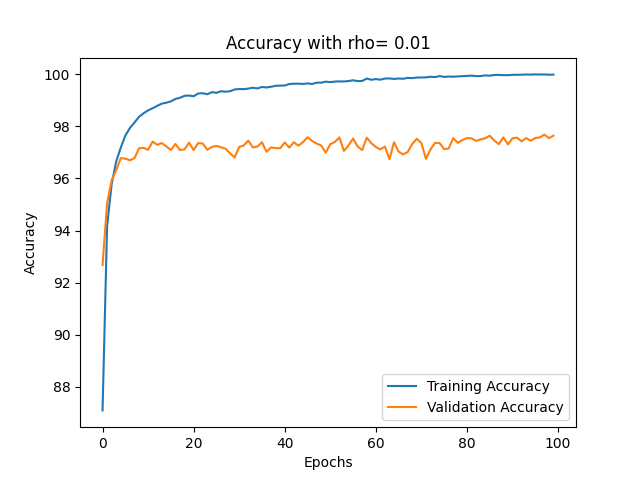 Accuracy with rho= 0.01
100
98
96
94
92
90
88
Accuracy
0 20 40 60 80 100
Epochs
Training Accuracy
Validation Accuracy